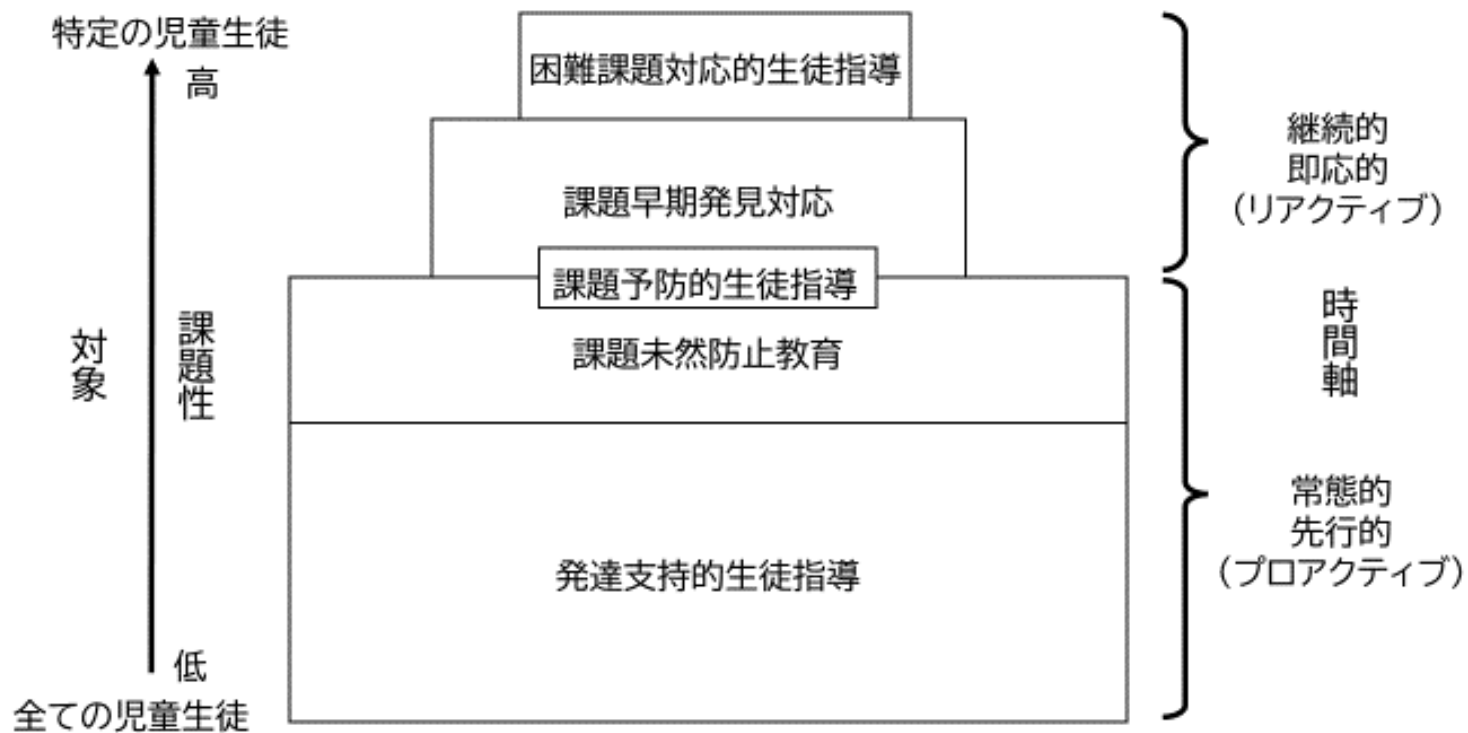 特定の児童生徒
高
対象
課題性
低
全ての児童生徒
困難課題対応的生徒指導
課題早期発見対応
課題予防的生徒指導
課題未然防止教育
発達支持的生徒指導
継続的
即応的
（リアクティブ）
時間軸
常態的
先行的
（プロアクティブ）